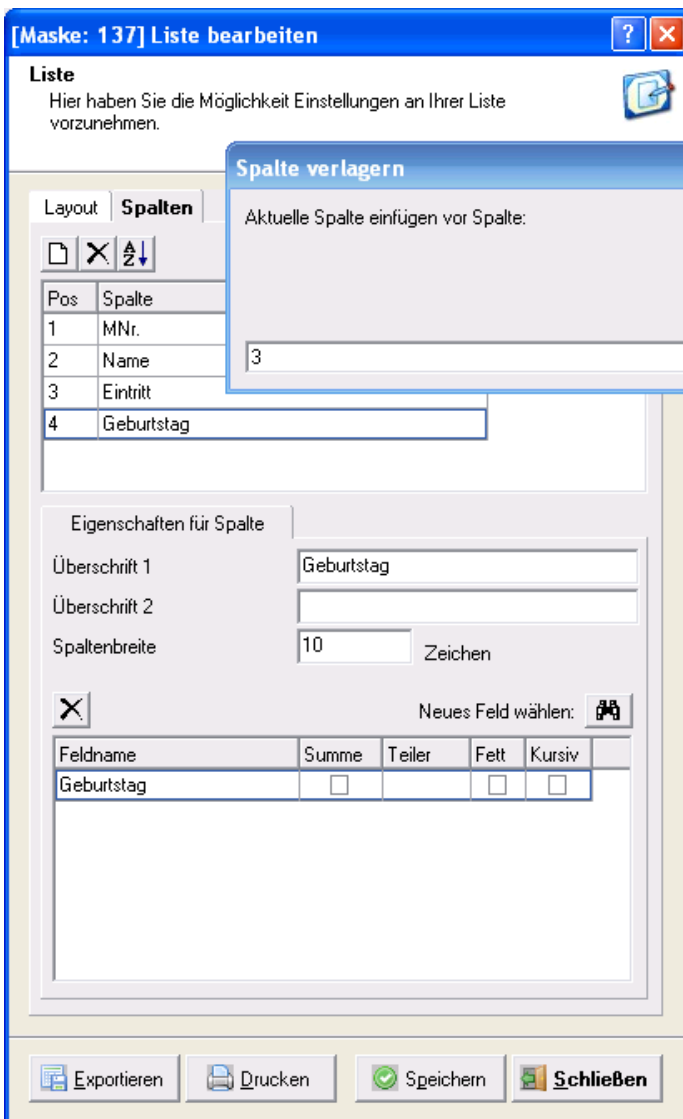 [Maske: 137] Liste bearbeiten
Liste
Hier haben Sie die Möglichkeit Einstellungen an Ihrer Liste
vorzunehmen.
Spalte verlagern
Aktuelle Spalte einfügen vor Spalte:
3
Layout Spalten
Pos Spalte
1 MNr.
2 Name
3 Eintritt
4 Geburtstag
Eigenschaften für Spalte
Überschrift 1 Geburtstag
Überschrift 2
Spaltenbreite 10 Zeichen
Neues Feld wählen:
Feldname Summe Teiler Fett Kursiv
Geburtstag
Exportieren Drucken Speichern Schließen